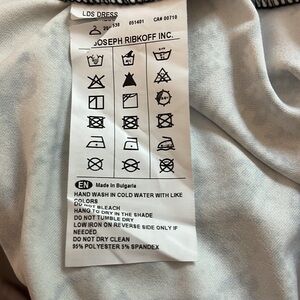 LDS DRESS
051401 CA# 00718
JOSEPH RIBKOFF INC.
EN Made in Bulgaria
HAND WASH IN COLD WATER WITH LIKE
COLORS
DO NOT BLEACH
HANG TO DRY IN THE SHADE
DO NOT TUMBLE DRY
LOW IRON ON REVERSE SIDE ONLY IF
NEEDED
DO NOT DRY CLEAN
95% POLYESTER 5% SPANDEX